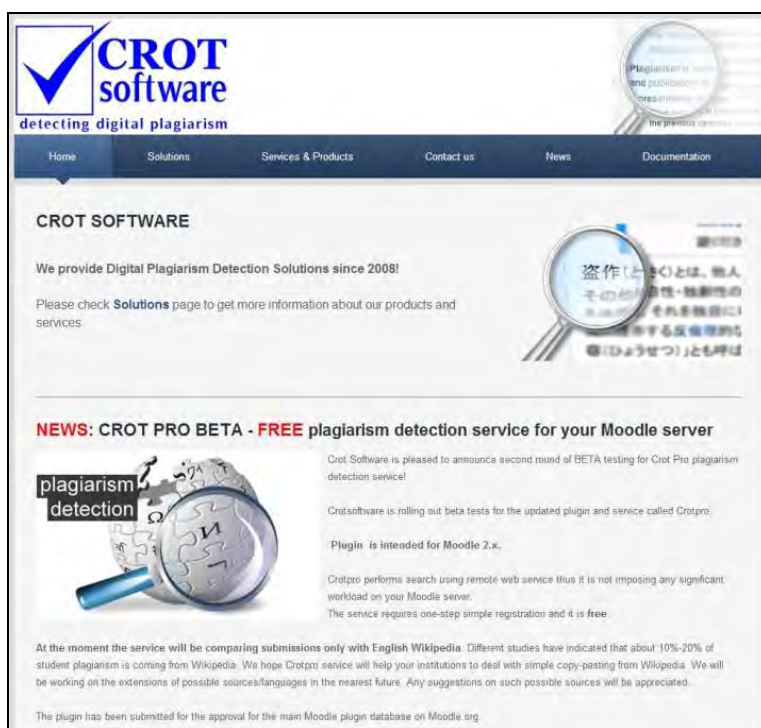 CROT
software
detecting digital plagiarism
Plagiarism is
Home Solutions Services & Products Contact us News Documentation
CROT SOFTWARE
We provide Digital Plagiarism Detection Solutions since 2008!
Please check Solutions page to get more information about our products and
services.
盗作(とうさく)とは、他人
NEWS: CROT PRO BETA - FREE plagiarism detection service for your Moodle server
plagiarism
detection
Crot Software is pleased to announce second round of BETA testing for Crot Pro plagiarism
detection service!
Crotsoftware is rolling out beta tests for the updated plugin and service called Crotpro.
Plugin is intended for Moodle 2.x.
Crotpro performs search using remote web service thus it is not imposing any significant
workload on your Moodle server.
The service requires one-step simple registration and it is free.
At the moment the service will be comparing submissions only with English Wikipedia. Different studies have indicated that about 10%-20% of
student plagiarism is coming from Wikipedia. We hope Crotpro service will help your institutions to deal with simple copy-pasting from Wikipedia. We will
be working on the extensions of possible sources/languages in the nearest future. Any suggestions on such possible sources will be appreciated.
The plugin has been submitted for the approval for the main Moodle plugin database on Moodle.org